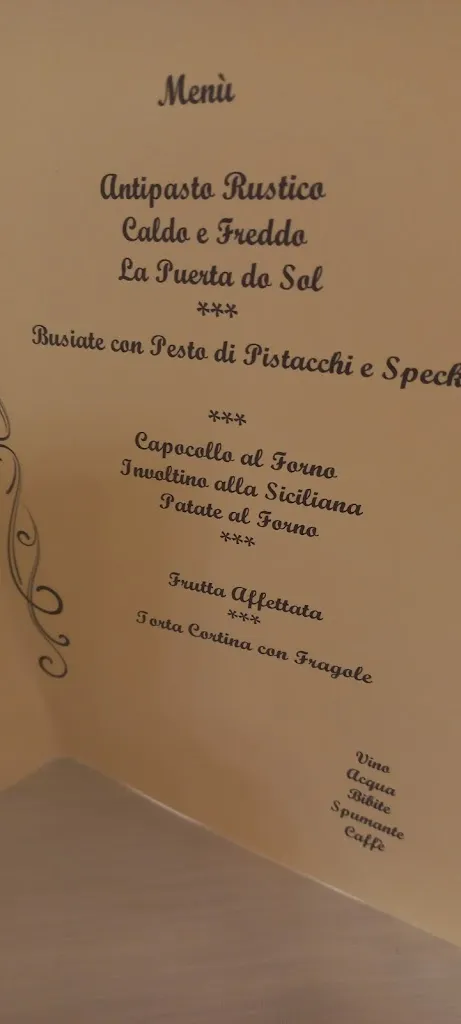 Menù
Antipasto Rustico
Caldo e Freddo
La Puerta do Sol
***
Busiate con Pesto di Pistacchi e Speck
***
Capocollo al Forno
Involtino alla Siciliana
Patate al Forno
***
Frutta Affettata
***
Torta Cortina con Fragole
Vino
Acqua
Bibite
Spumante
Caffè